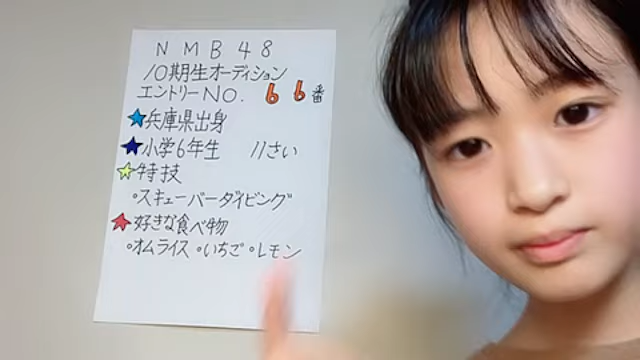 NMB48
10期生オーディション
エントリーNO. 66番
★兵庫県出身
★小学6年生 11さい
★特技
°スキューバーダイビング
★好きな食べ物
°オムライス °いちご °レモン